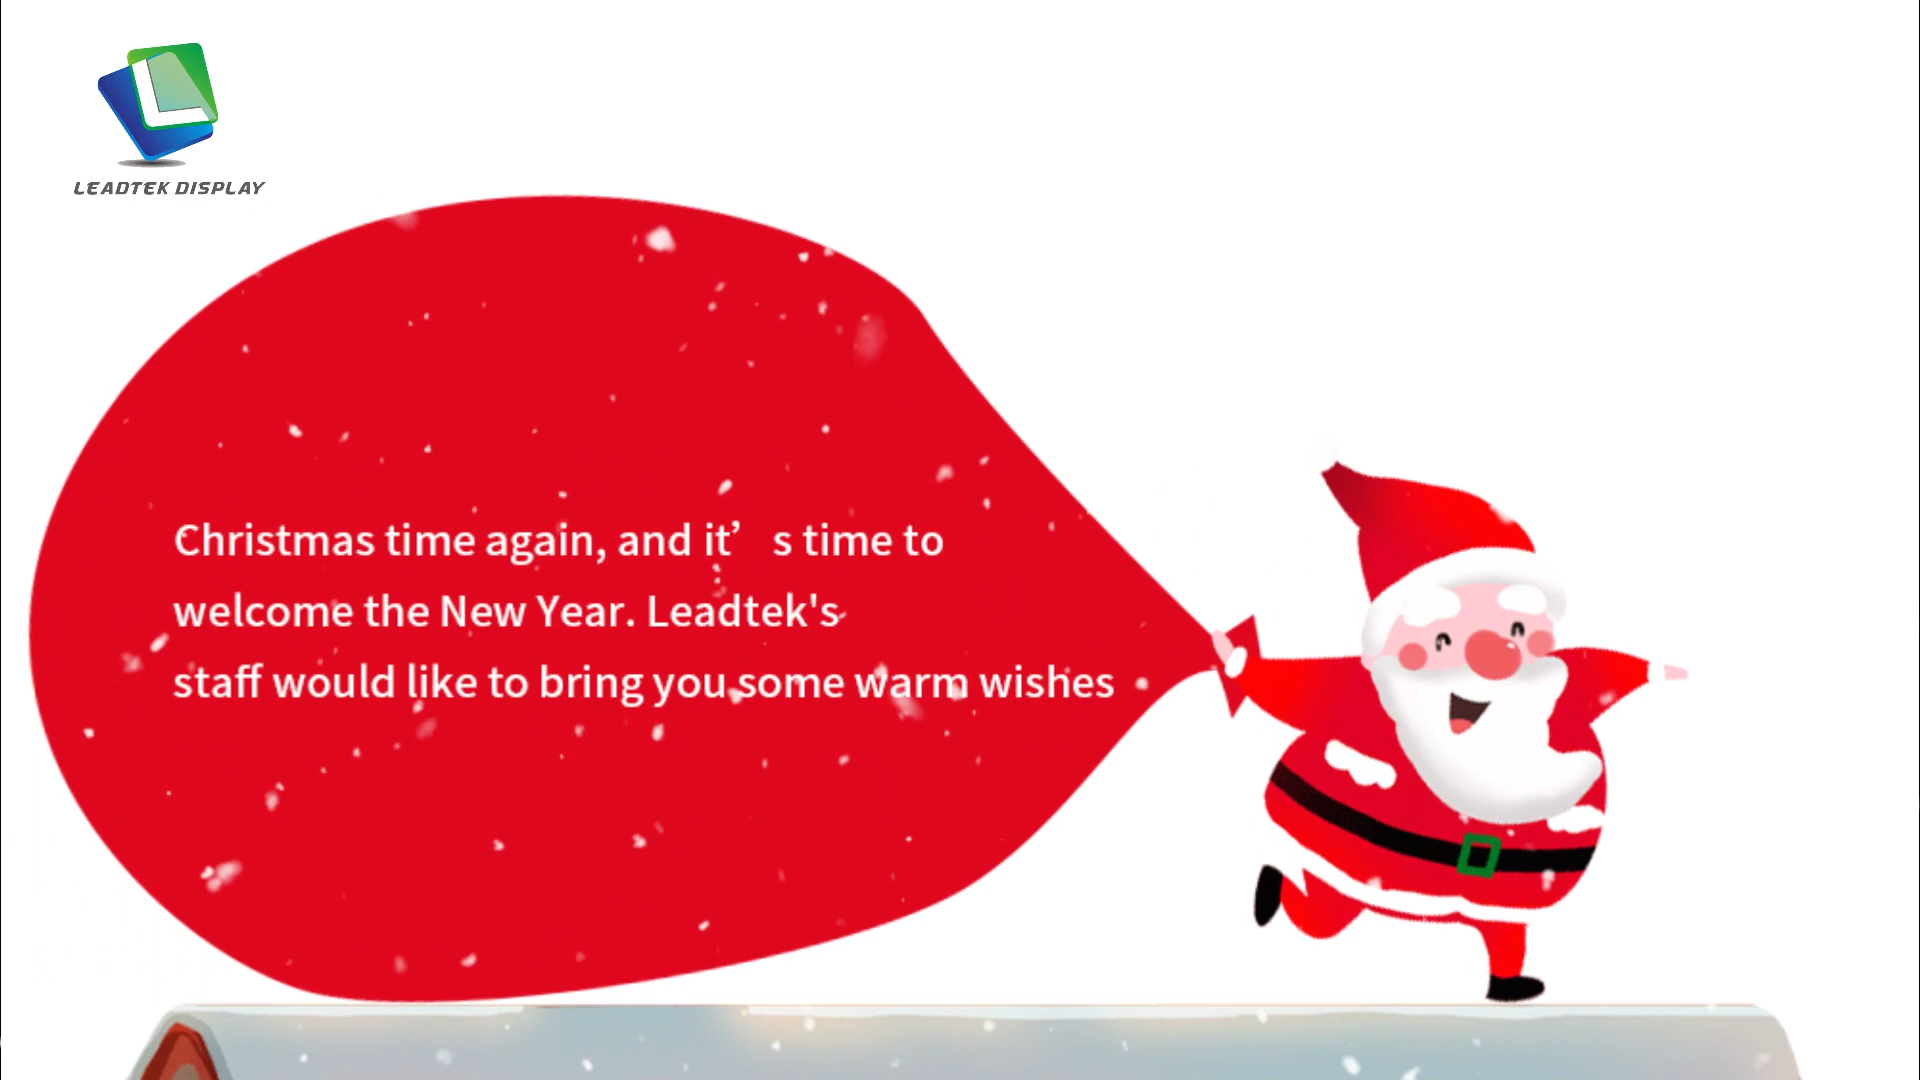 LEADTEK DISPLAY
Christmas time again, and it’ s time to
welcome the New Year. Leadtek's
staff would like to bring you some warm wishes